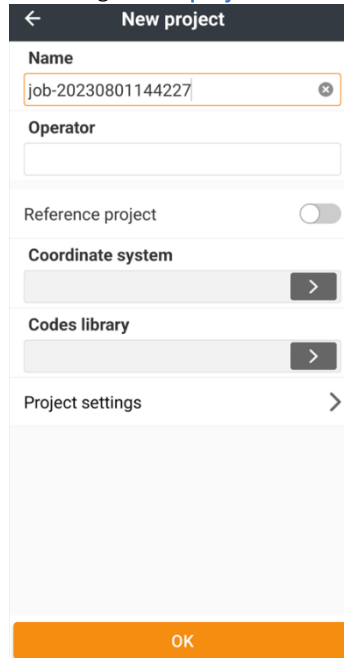 New project
Name
job-20230801144227
Operator
Reference project
Coordinate system
Codes library
Project settings
OK